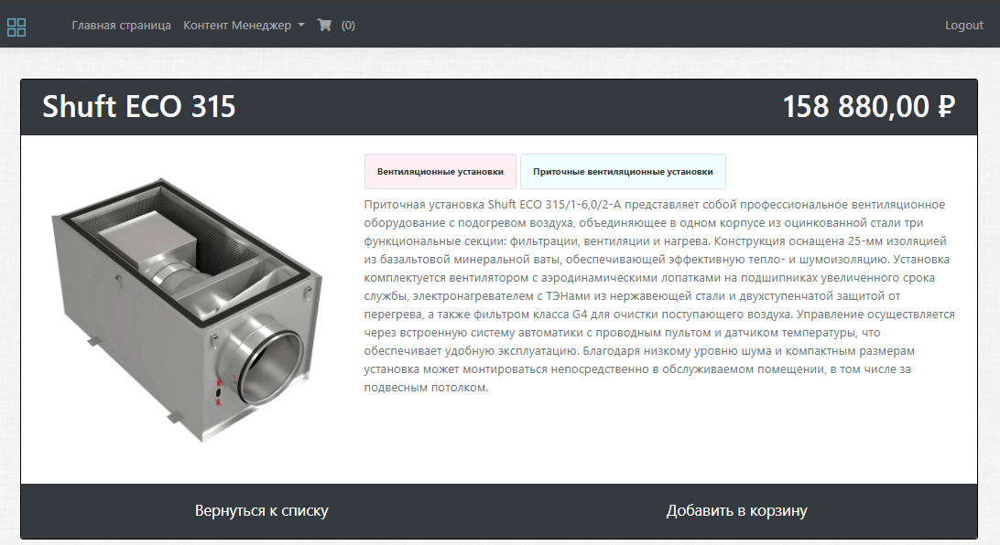 Главная страница Контент Менеджер (0) Logout
Shuft ECO 315 158 880,00 ₽
Вентиляционные установки Приточные вентиляционные установки
Приточная установка Shuft ECO 315/1-6,0/2-А представляет собой профессиональное вентиляционное
оборудование с подогревом воздуха, объединяющее в одном корпусе из оцинкованной стали три
функциональные секции: фильтрации, вентиляции и нагрева. Конструкция оснащена 25-мм изоляцией
из базальтовой минеральной ваты, обеспечивающей эффективную тепло- и шумоизоляцию. Установка
комплектуется вентилятором с аэродинамическими лопатками на подшипниках увеличенного срока
службы, электронагревателем с ТЭНами из нержавеющей стали и двухступенчатой защитой от
перегрева, а также фильтром класса G4 для очистки поступающего воздуха. Управление осуществляется
через встроенную систему автоматики с проводным пультом и датчиком температуры, что
обеспечивает удобную эксплуатацию. Благодаря низкому уровню шума и компактным размерам
установка может монтироваться непосредственно в обслуживаемом помещении, в том числе за
подвесным потолком.
Вернуться к списку Добавить в корзину